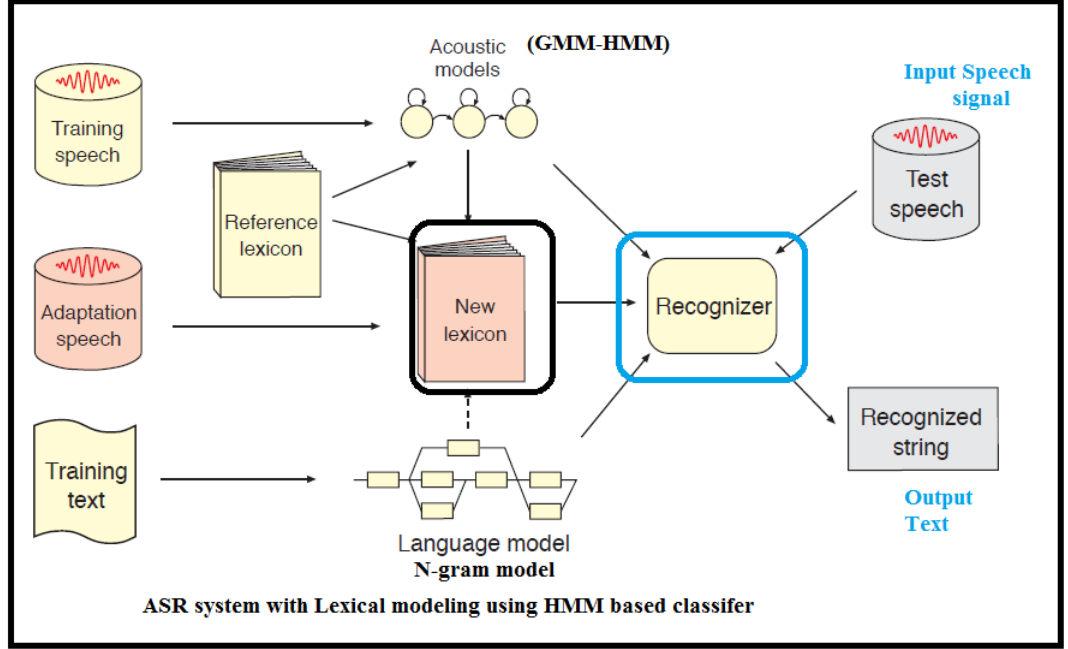 Acoustic
models
(GMM-HMM)
Input Speech
signal
Training
speech
Reference
lexicon
Test
speech
Adaptation
speech
New
lexicon
Recognizer
Training
text
Recognized
string
Output
Text
Language model
N-gram model
ASR system with Lexical modeling using HMM based classifer